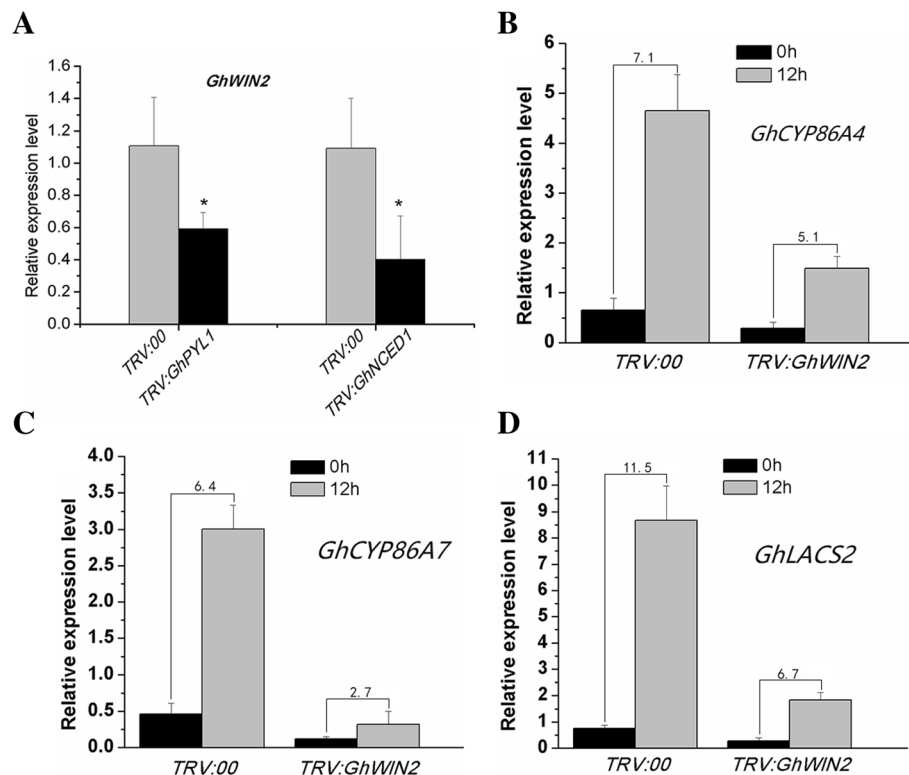 A
GhWIN2
Relative expression level
1.6
1.4
1.2
1.0
0.8
0.6
0.4
0.2
0.0
*
*
TRV:00
TRV:GhPYL1
TRV:00
TRV:GhNCED1
B
0h
12h
GhCYP86A4
Relative expression level
6
5
4
3
2
1
0
7.1
5.1
TRV:00
TRV:GhWIN2
C
0h
12h
GhCYP86A7
Relative expression level
4.0
3.5
3.0
2.5
2.0
1.5
1.0
0.5
0.0
6.4
2.7
TRV:00
TRV:GhWIN2
D
0h
12h
GhLACS2
Relative expression level
11
10
9
8
7
6
5
4
3
2
1
0
11.5
6.7
TRV:00
TRV:GhWIN2